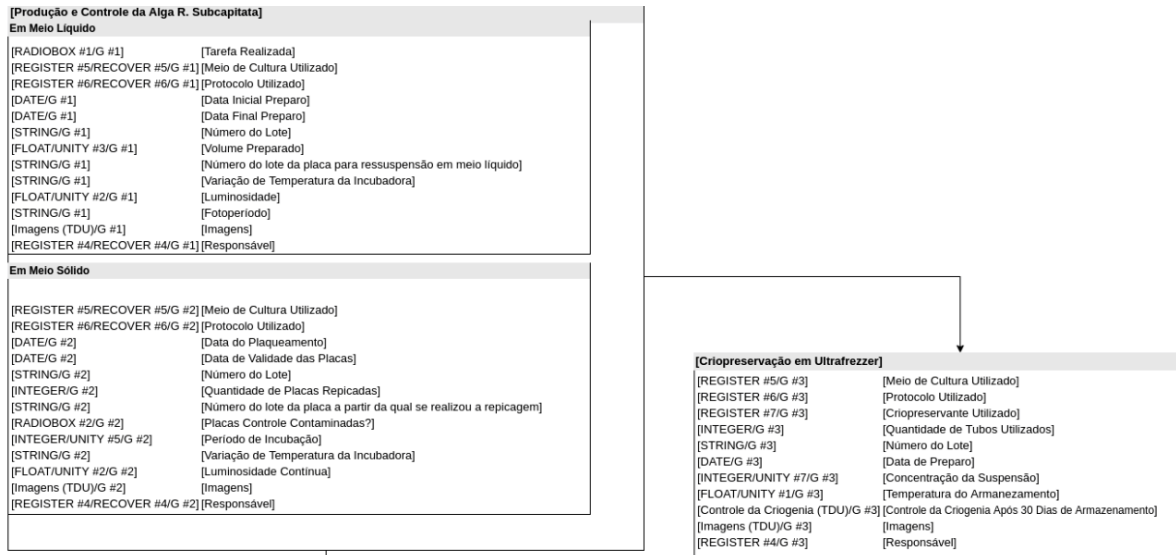 [Produção e Controle da Alga R. Subcapitata]
Em Meio Líquido
[RADIOBOX #1/G #1] [Tarefa Realizada]
[REGISTER #5/RECOVER #5/G #1] [Meio de Cultura Utilizado]
[REGISTER #6/RECOVER #6/G #1] [Protocolo Utilizado]
[DATE/G #1] [Data Inicial Preparo]
[DATE/G #1] [Data Final Preparo]
[STRING/G #1] [Número do Lote]
[FLOAT/UNITY #3/G #1] [Volume Preparado]
[STRING/G #1] [Número do lote da placa para ressuspensão em meio líquido]
[STRING/G #1] [Variação de Temperatura da Incubadora]
[FLOAT/UNITY #2/G #1] [Luminosidade]
[STRING/G #1] [Fotoperíodo]
[Imagens (TDU)/G #1] [Imagens]
[REGISTER #4/RECOVER #4/G #1] [Responsável]
Em Meio Sólido
[REGISTER #5/RECOVER #5/G #2] [Meio de Cultura Utilizado]
[REGISTER #6/RECOVER #6/G #2] [Protocolo Utilizado]
[DATE/G #2] [Data do Plaqueamento]
[DATE/G #2] [Data de Validade das Placas]
[STRING/G #2] [Número do Lote]
[INTEGER/G #2] [Quantidade de Placas Repicadas]
[STRING/G #2] [Número do lote da placa a partir da qual se realizou a repicagem]
[RADIOBOX #2/G #2] [Placas Controle Contaminadas?]
[INTEGER/UNITY #5/G #2] [Período de Incubação]
[STRING/G #2] [Variação de Temperatura da Incubadora]
[FLOAT/UNITY #2/G #2] [Luminosidade Contínua]
[Imagens (TDU)/G #2] [Imagens]
[REGISTER #4/RECOVER #4/G #2] [Responsável]
[Criopreservação em Ultrafrezzer]
[REGISTER #5/G #3] [Meio de Cultura Utilizado]
[REGISTER #6/G #3] [Protocolo Utilizado]
[REGISTER #7/G #3] [Criopreservante Utilizado]
[INTEGER/G #3] [Quantidade de Tubos Utilizados]
[STRING/G #3] [Número do Lote]
[DATE/G #3] [Data de Preparo]
[INTEGER/UNITY #7/G #3] [Concentração da Suspensão]
[FLOAT/UNITY #1/G #3] [Temperatura do Armanezamento]
[Controle da Criogenia (TDU)/G #3] [Controle da Criogenia Após 30 Dias de Armazenamento]
[Imagens (TDU)/G #3] [Imagens]
[REGISTER #4/G #3] [Responsável]